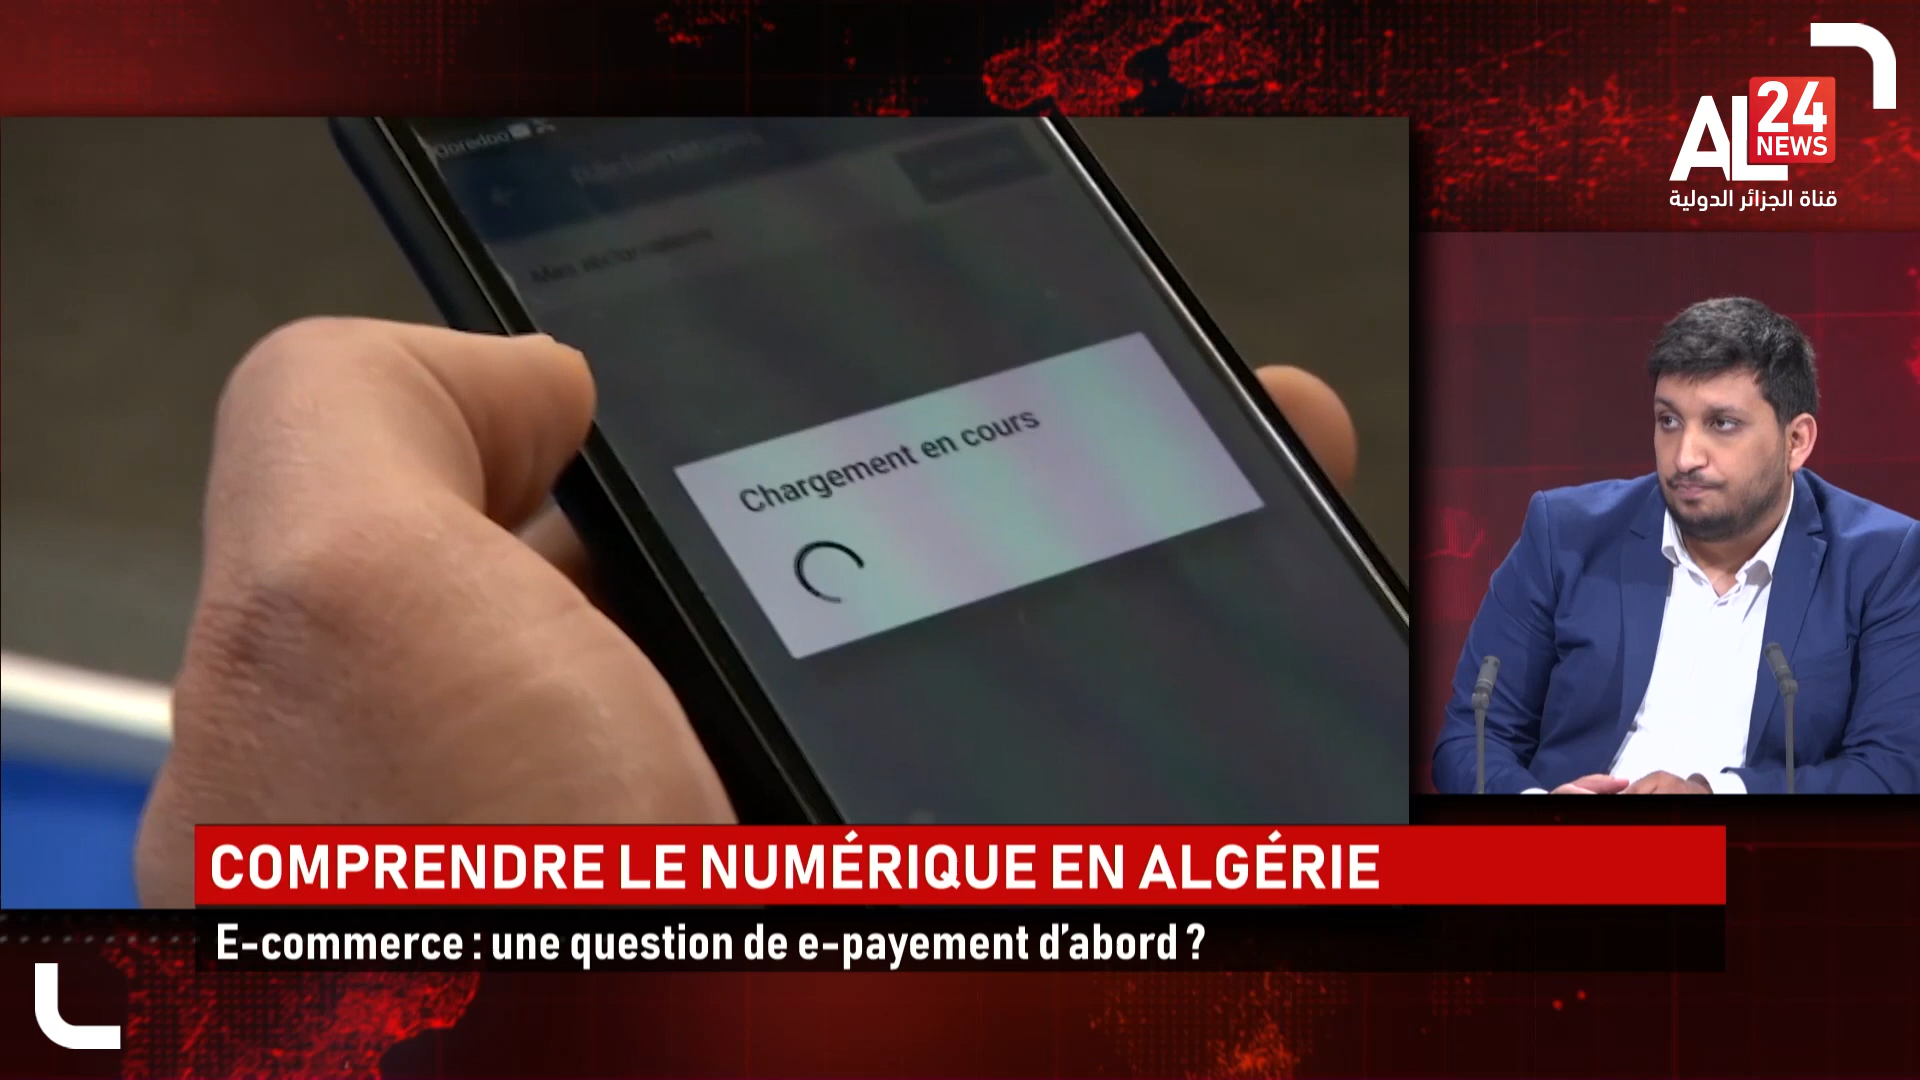 AL
24
NEWS
قناة الجزائر الدولية
Ooredoo
Chargement en cours
COMPRENDRE LE NUMÉRIQUE EN ALGÉRIE
E-commerce : une question de e-payement d'abord ?